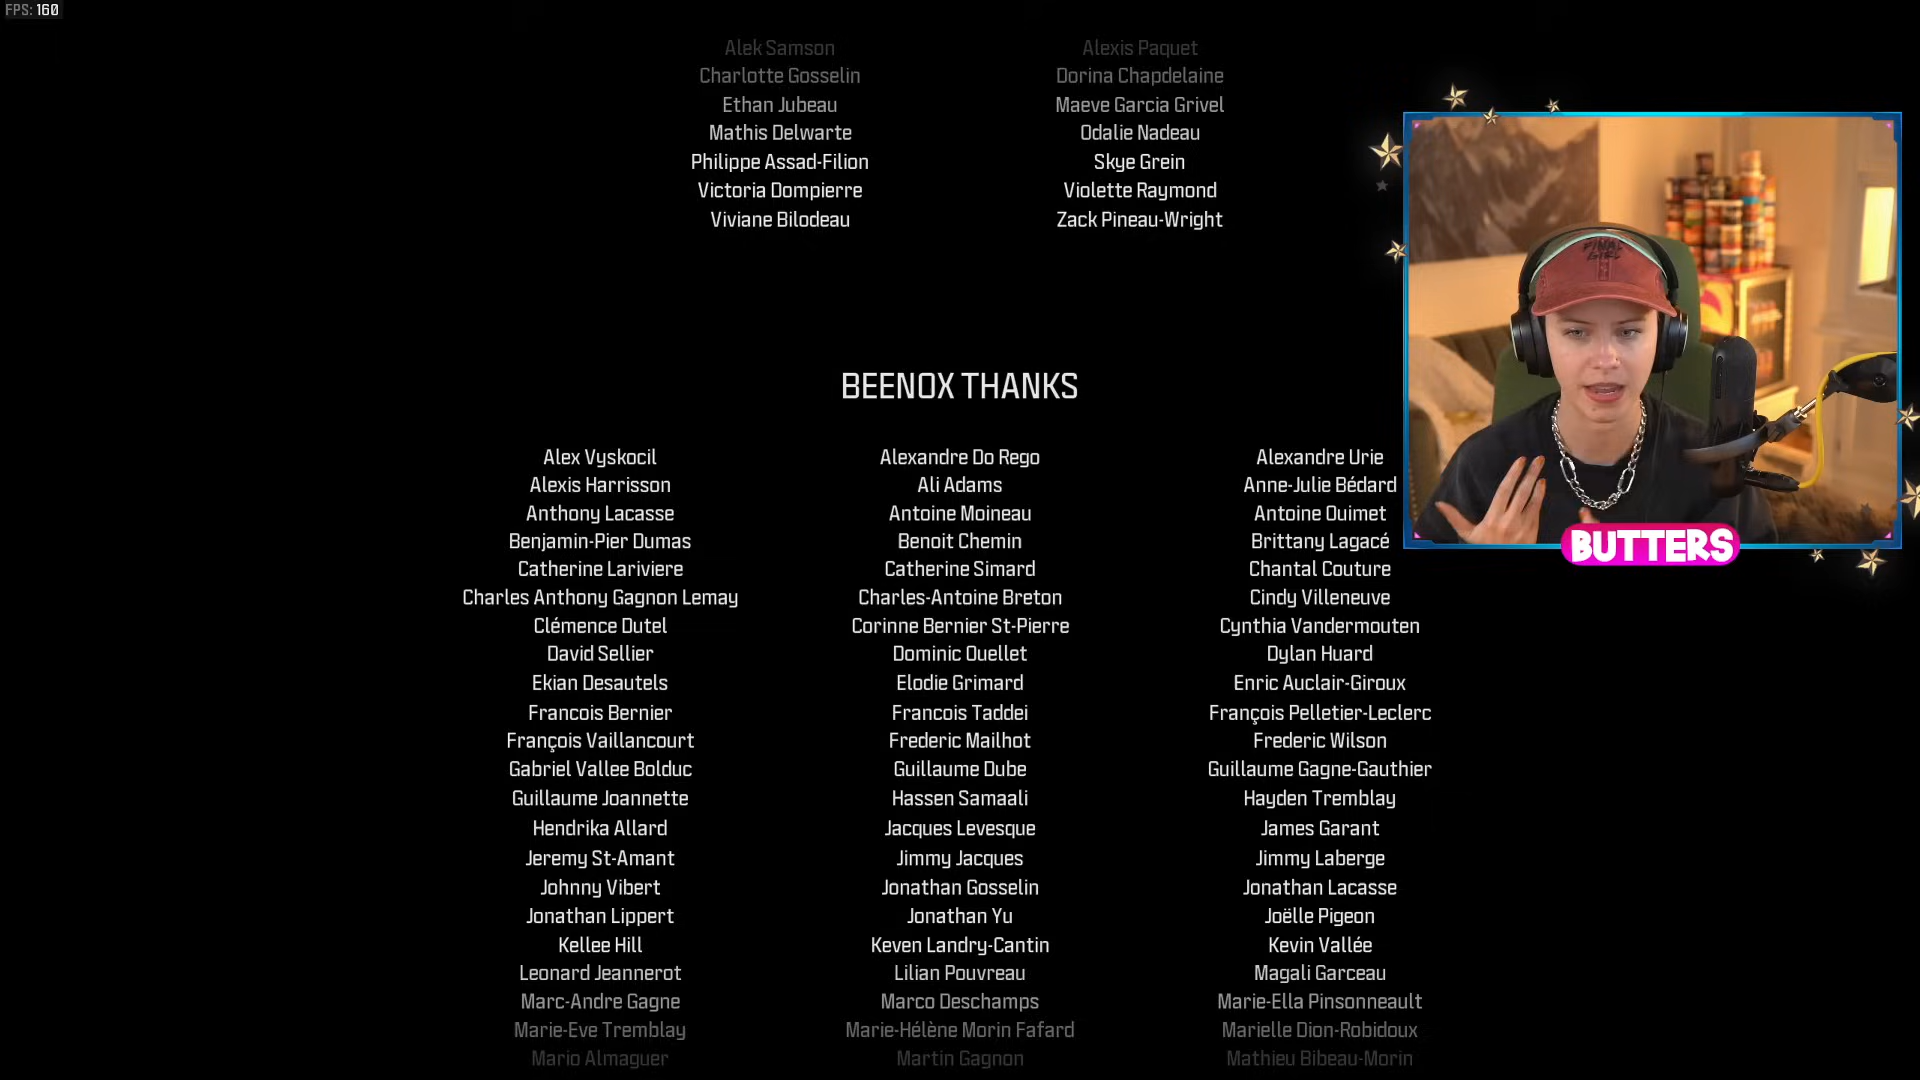 FPS: 160
Alek Samson Alexis Paquet
Charlotte Gosselin Dorina Chapdelaine
Ethan Jubeau Maeve Garcia Grivel
Mathis Delwarte Odalie Nadeau
Philippe Assad-Filion Skye Grein
Victoria Dompierre Violette Raymond
Viviane Bilodeau Zack Pineau-Wright
FINAL GIRL
BEENOX THANKS
Alex Vyskocil Alexandre Do Rego Alexandre Urie
Alexis Harrisson Ali Adams Anne-Julie Bédard
Anthony Lacasse Antoine Moineau Antoine Ouimet
Benjamin-Pier Dumas Benoit Chemin Brittany Lagacé
BUTTERS
Catherine Lariviere Catherine Simard Chantal Couture
Charles Anthony Gagnon Lemay Charles-Antoine Breton Cindy Villeneuve
Clémence Dutel Corinne Bernier St-Pierre Cynthia Vandermouten
David Sellier Dominic Ouellet Dylan Huard
Ekian Desautels Elodie Grimard Enric Auclair-Giroux
Francois Bernier Francois Taddei François Pelletier-Leclerc
François Vaillancourt Frederic Mailhot Frederic Wilson
Gabriel Vallee Bolduc Guillaume Dube Guillaume Gagne-Gauthier
Guillaume Joannette Hassen Samaali Hayden Tremblay
Hendrika Allard Jacques Levesque James Garant
Jeremy St-Amant Jimmy Jacques Jimmy Laberge
Johnny Vibert Jonathan Gosselin Jonathan Lacasse
Jonathan Lippert Jonathan Yu Joëlle Pigeon
Kellee Hill Keven Landry-Cantin Kevin Vallée
Leonard Jeannerot Lilian Pouvreau Magali Garceau
Marc-Andre Gagne Marco Deschamps Marie-Ella Pinsonneault
Marie-Eve Tremblay Marie-Hélène Morin Fafard Marielle Dion-Robidoux
Mario Almaguer Martin Gagnon Mathieu Bibeau-Morin